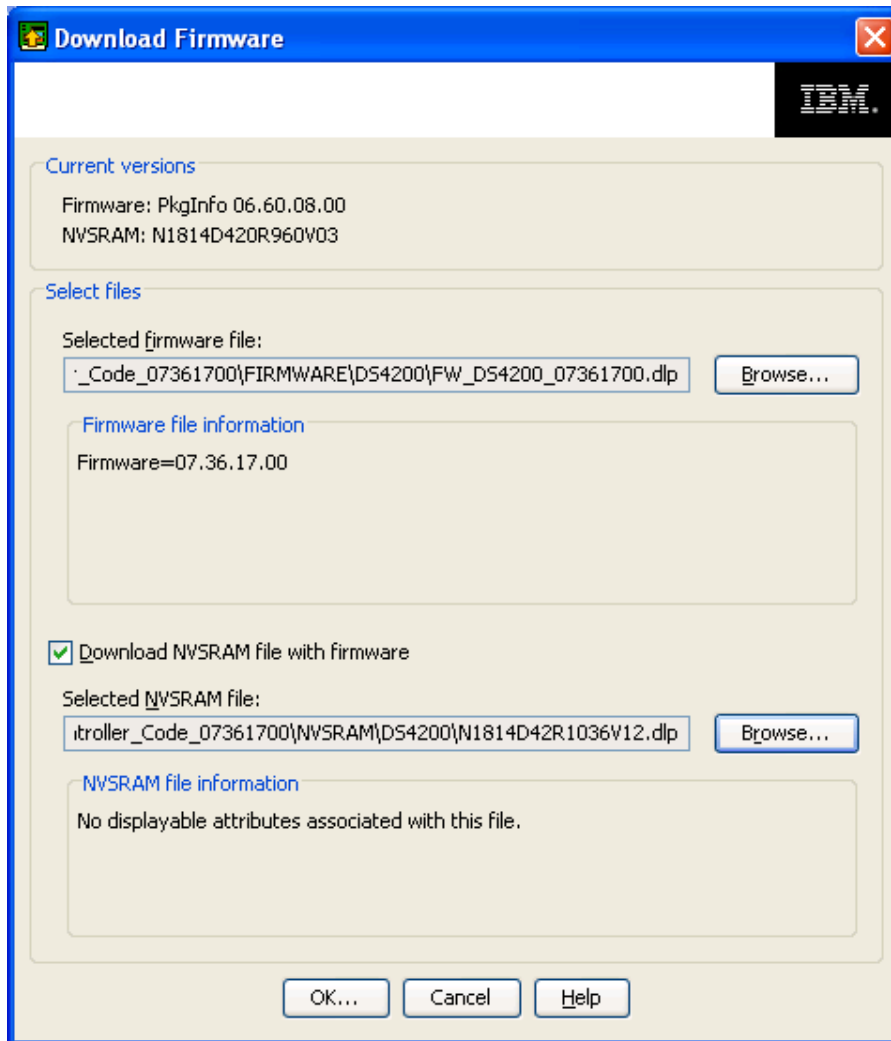 Download Firmware
IBM.
Current versions
Firmware: PkgInfo 06.60.08.00
NVSRAM: N1814D420R960V03
Select files
Selected firmware file:
_Code_07361700\FIRMWARE\DS4200\FW_DS4200_07361700.dlp
Browse...
Firmware file information
Firmware=07.36.17.00
Download NVSRAM file with firmware
Selected NVSRAM file:
troller_Code_07361700\NVSRAM\DS4200\N1814D42R1036V12.dlp
Browse...
NVSRAM file information
No displayable attributes associated with this file.
OK... Cancel Help